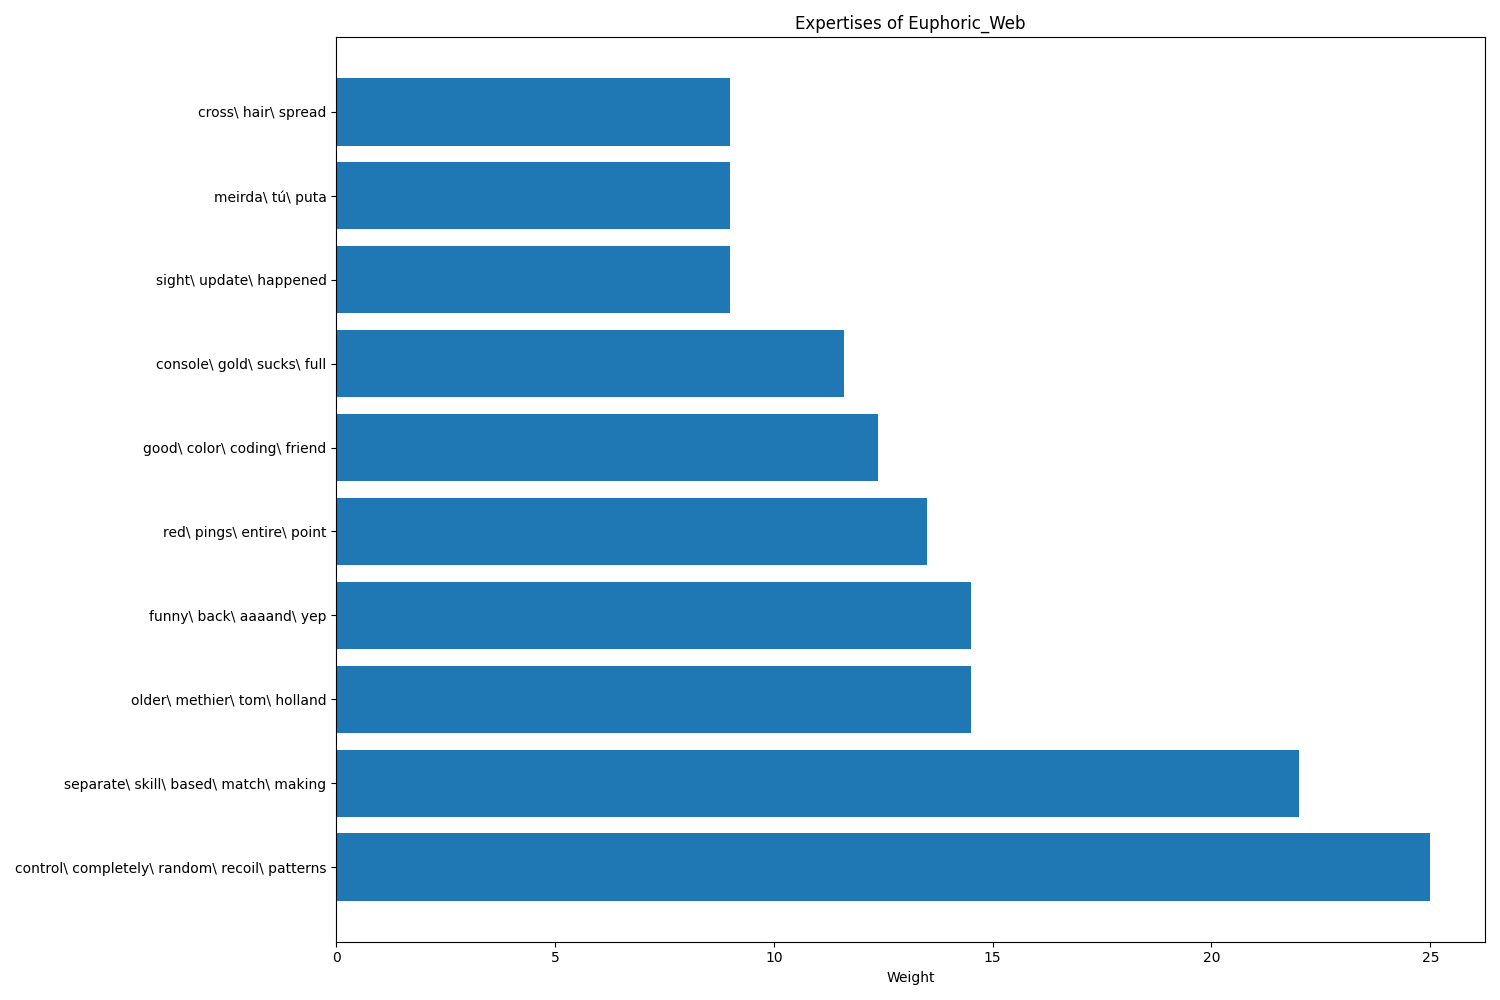 Expertises of Euphoric_Web
cross\ hair\ spread
meirda\ tú\ puta
sight\ update\ happened
console\ gold\ sucks\ full
good\ color\ coding\ friend
red\ pings\ entire\ point
funny\ back\ aaaand\ yep
older\ methier\ tom\ holland
separate\ skill\ based\ match\ making
control\ completely\ random\ recoil\ patterns
0 5 10 15 20 25
Weight